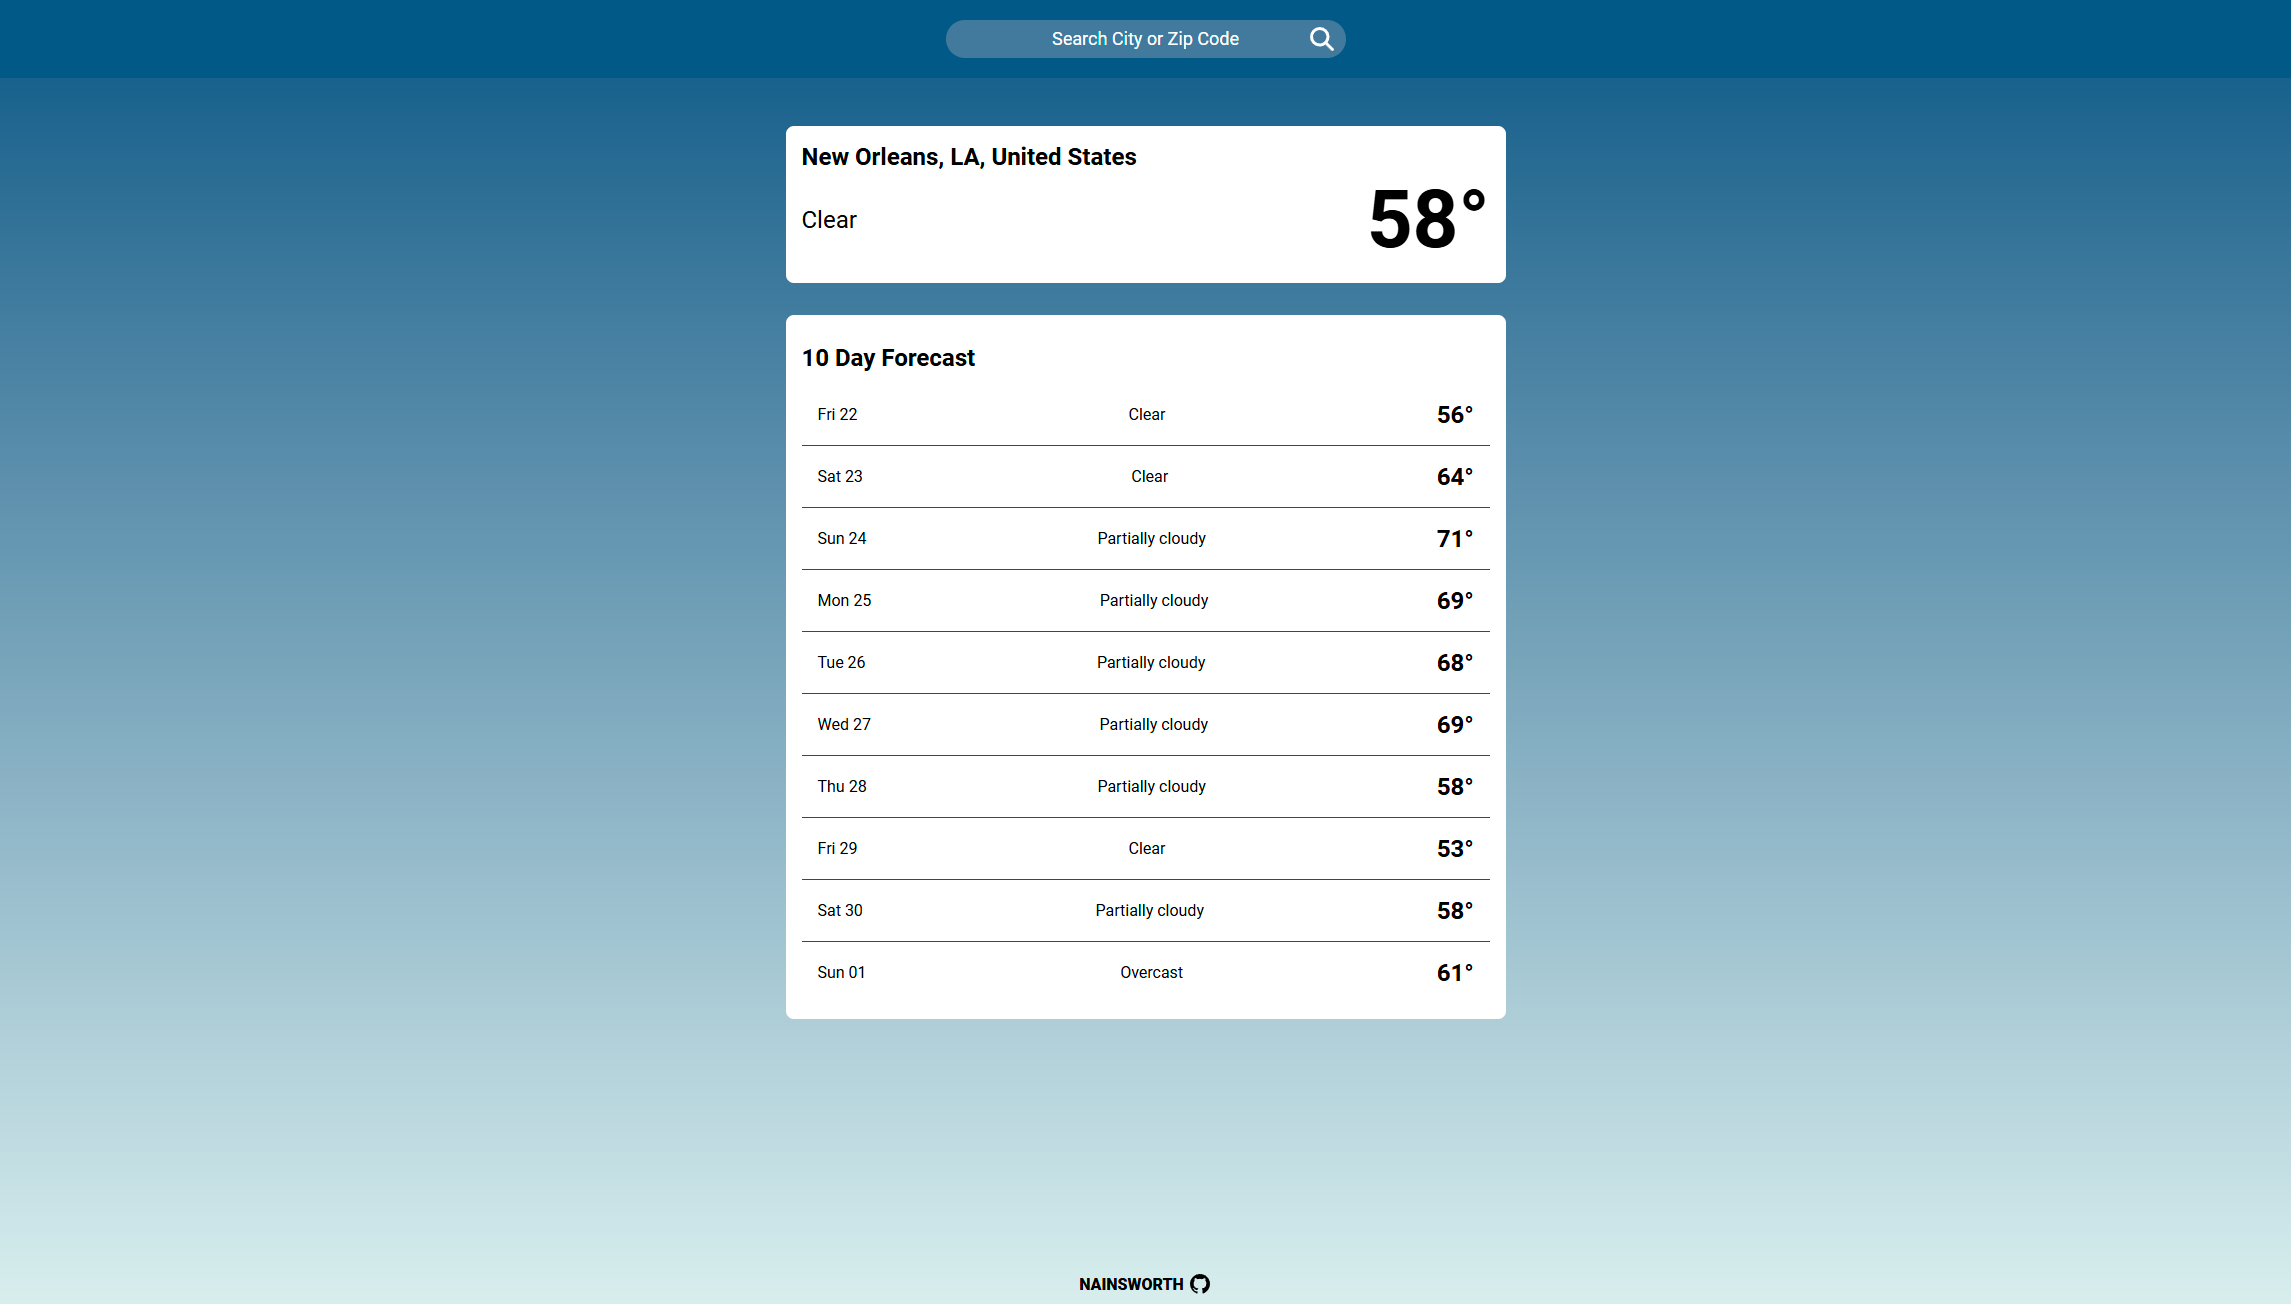 Search City or Zip Code
New Orleans, LA, United States
Clear 58°
10 Day Forecast
Fri 22 Clear 56°
Sat 23 Clear 64°
Sun 24 Partially cloudy 71°
Mon 25 Partially cloudy 69°
Tue 26 Partially cloudy 68°
Wed 27 Partially cloudy 69°
Thu 28 Partially cloudy 58°
Fri 29 Clear 53°
Sat 30 Partially cloudy 58°
Sun 01 Overcast 61°
NAINSWORTH